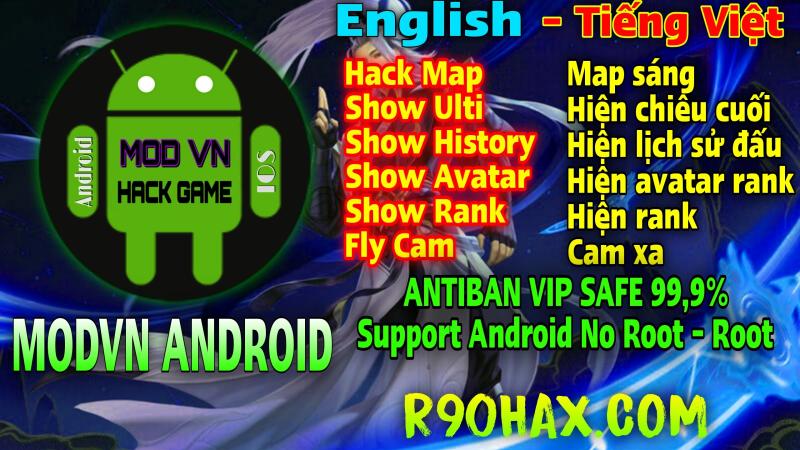 English - Tiếng Việt
Hack Map
Show Ulti
Show History
Show Avatar
Show Rank
Fly Cam
Map sáng
Hiện chiêu cuối
Hiện lịch sử đấu
Hiện avatar rank
Hiện rank
Cam xa
ANTIBAN VIP SAFE 99,9%
Support Android No Root - Root
R90HAX.COM
Android
MOD VN
HACK GAME
IOS
MODVN ANDROID